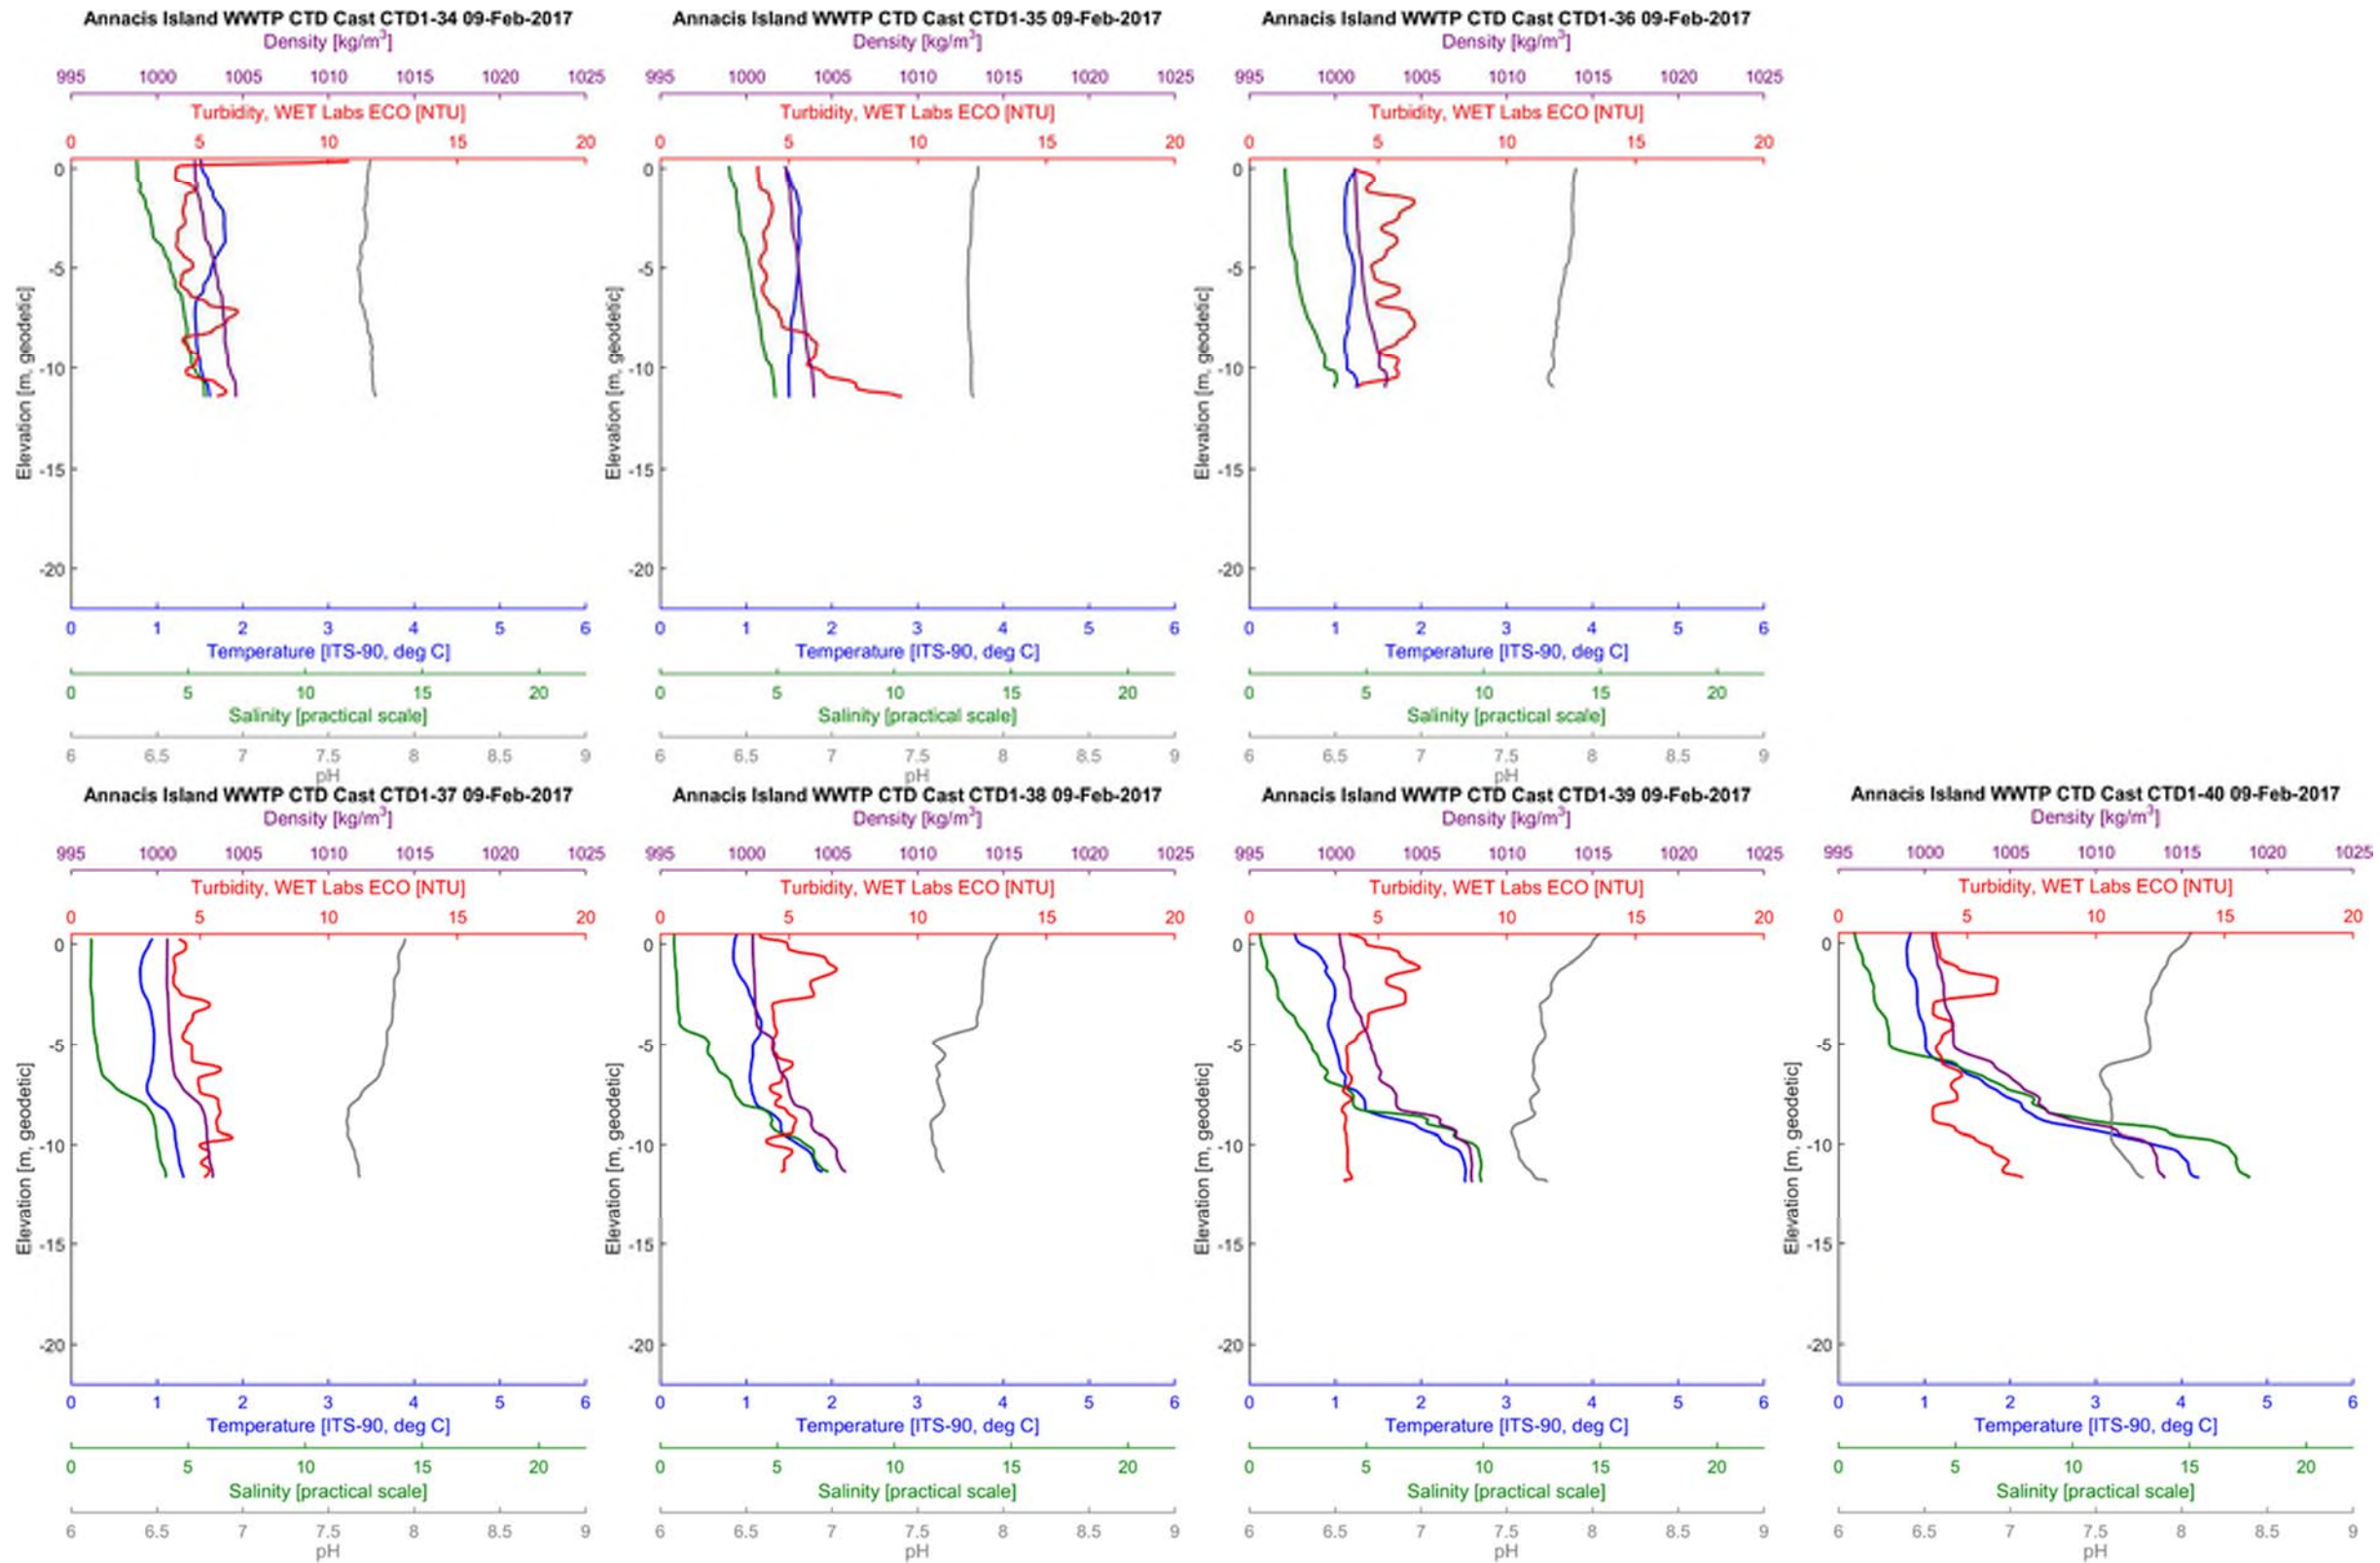 Annacis Island WWTP CTD Cast CTD1-34 09-Feb-2017
Density [kg/m³]
995 1000 1005 1010 1015 1020 1025
Turbidity, WET Labs ECO [NTU]
0 5 10 15 20
Elevation [m, geodetic]
0
-5
-10
-15
-20
0 1 2 3 4 5 6
Temperature [ITS-90, deg C]
0 5 10 15 20
Salinity [practical scale]
6 6.5 7 7.5 8 8.5 9
pH
Annacis Island WWTP CTD Cast CTD1-35 09-Feb-2017
Density [kg/m³]
995 1000 1005 1010 1015 1020 1025
Turbidity, WET Labs ECO [NTU]
0 5 10 15 20
Elevation [m, geodetic]
0
-5
-10
-15
-20
0 1 2 3 4 5 6
Temperature [ITS-90, deg C]
0 5 10 15 20
Salinity [practical scale]
6 6.5 7 7.5 8 8.5 9
pH
Annacis Island WWTP CTD Cast CTD1-36 09-Feb-2017
Density [kg/m³]
995 1000 1005 1010 1015 1020 1025
Turbidity, WET Labs ECO [NTU]
0 5 10 15 20
Elevation [m, geodetic]
0
-5
-10
-15
-20
0 1 2 3 4 5 6
Temperature [ITS-90, deg C]
0 5 10 15 20
Salinity [practical scale]
6 6.5 7 7.5 8 8.5 9
pH
Annacis Island WWTP CTD Cast CTD1-37 09-Feb-2017
Density [kg/m³]
995 1000 1005 1010 1015 1020 1025
Turbidity, WET Labs ECO [NTU]
0 5 10 15 20
Elevation [m, geodetic]
0
-5
-10
-15
-20
0 1 2 3 4 5 6
Temperature [ITS-90, deg C]
0 5 10 15 20
Salinity [practical scale]
6 6.5 7 7.5 8 8.5 9
pH
Annacis Island WWTP CTD Cast CTD1-38 09-Feb-2017
Density [kg/m³]
995 1000 1005 1010 1015 1020 1025
Turbidity, WET Labs ECO [NTU]
0 5 10 15 20
Elevation [m, geodetic]
0
-5
-10
-15
-20
0 1 2 3 4 5 6
Temperature [ITS-90, deg C]
0 5 10 15 20
Salinity [practical scale]
6 6.5 7 7.5 8 8.5 9
pH
Annacis Island WWTP CTD Cast CTD1-39 09-Feb-2017
Density [kg/m³]
995 1000 1005 1010 1015 1020 1025
Turbidity, WET Labs ECO [NTU]
0 5 10 15 20
Elevation [m, geodetic]
0
-5
-10
-15
-20
0 1 2 3 4 5 6
Temperature [ITS-90, deg C]
0 5 10 15 20
Salinity [practical scale]
6 6.5 7 7.5 8 8.5 9
pH
Annacis Island WWTP CTD Cast CTD1-40 09-Feb-2017
Density [kg/m³]
995 1000 1005 1010 1015 1020 1025
Turbidity, WET Labs ECO [NTU]
0 5 10 15 20
Elevation [m, geodetic]
0
-5
-10
-15
-20
0 1 2 3 4 5 6
Temperature [ITS-90, deg C]
0 5 10 15 20
Salinity [practical scale]
6 6.5 7 7.5 8 8.5 9
pH